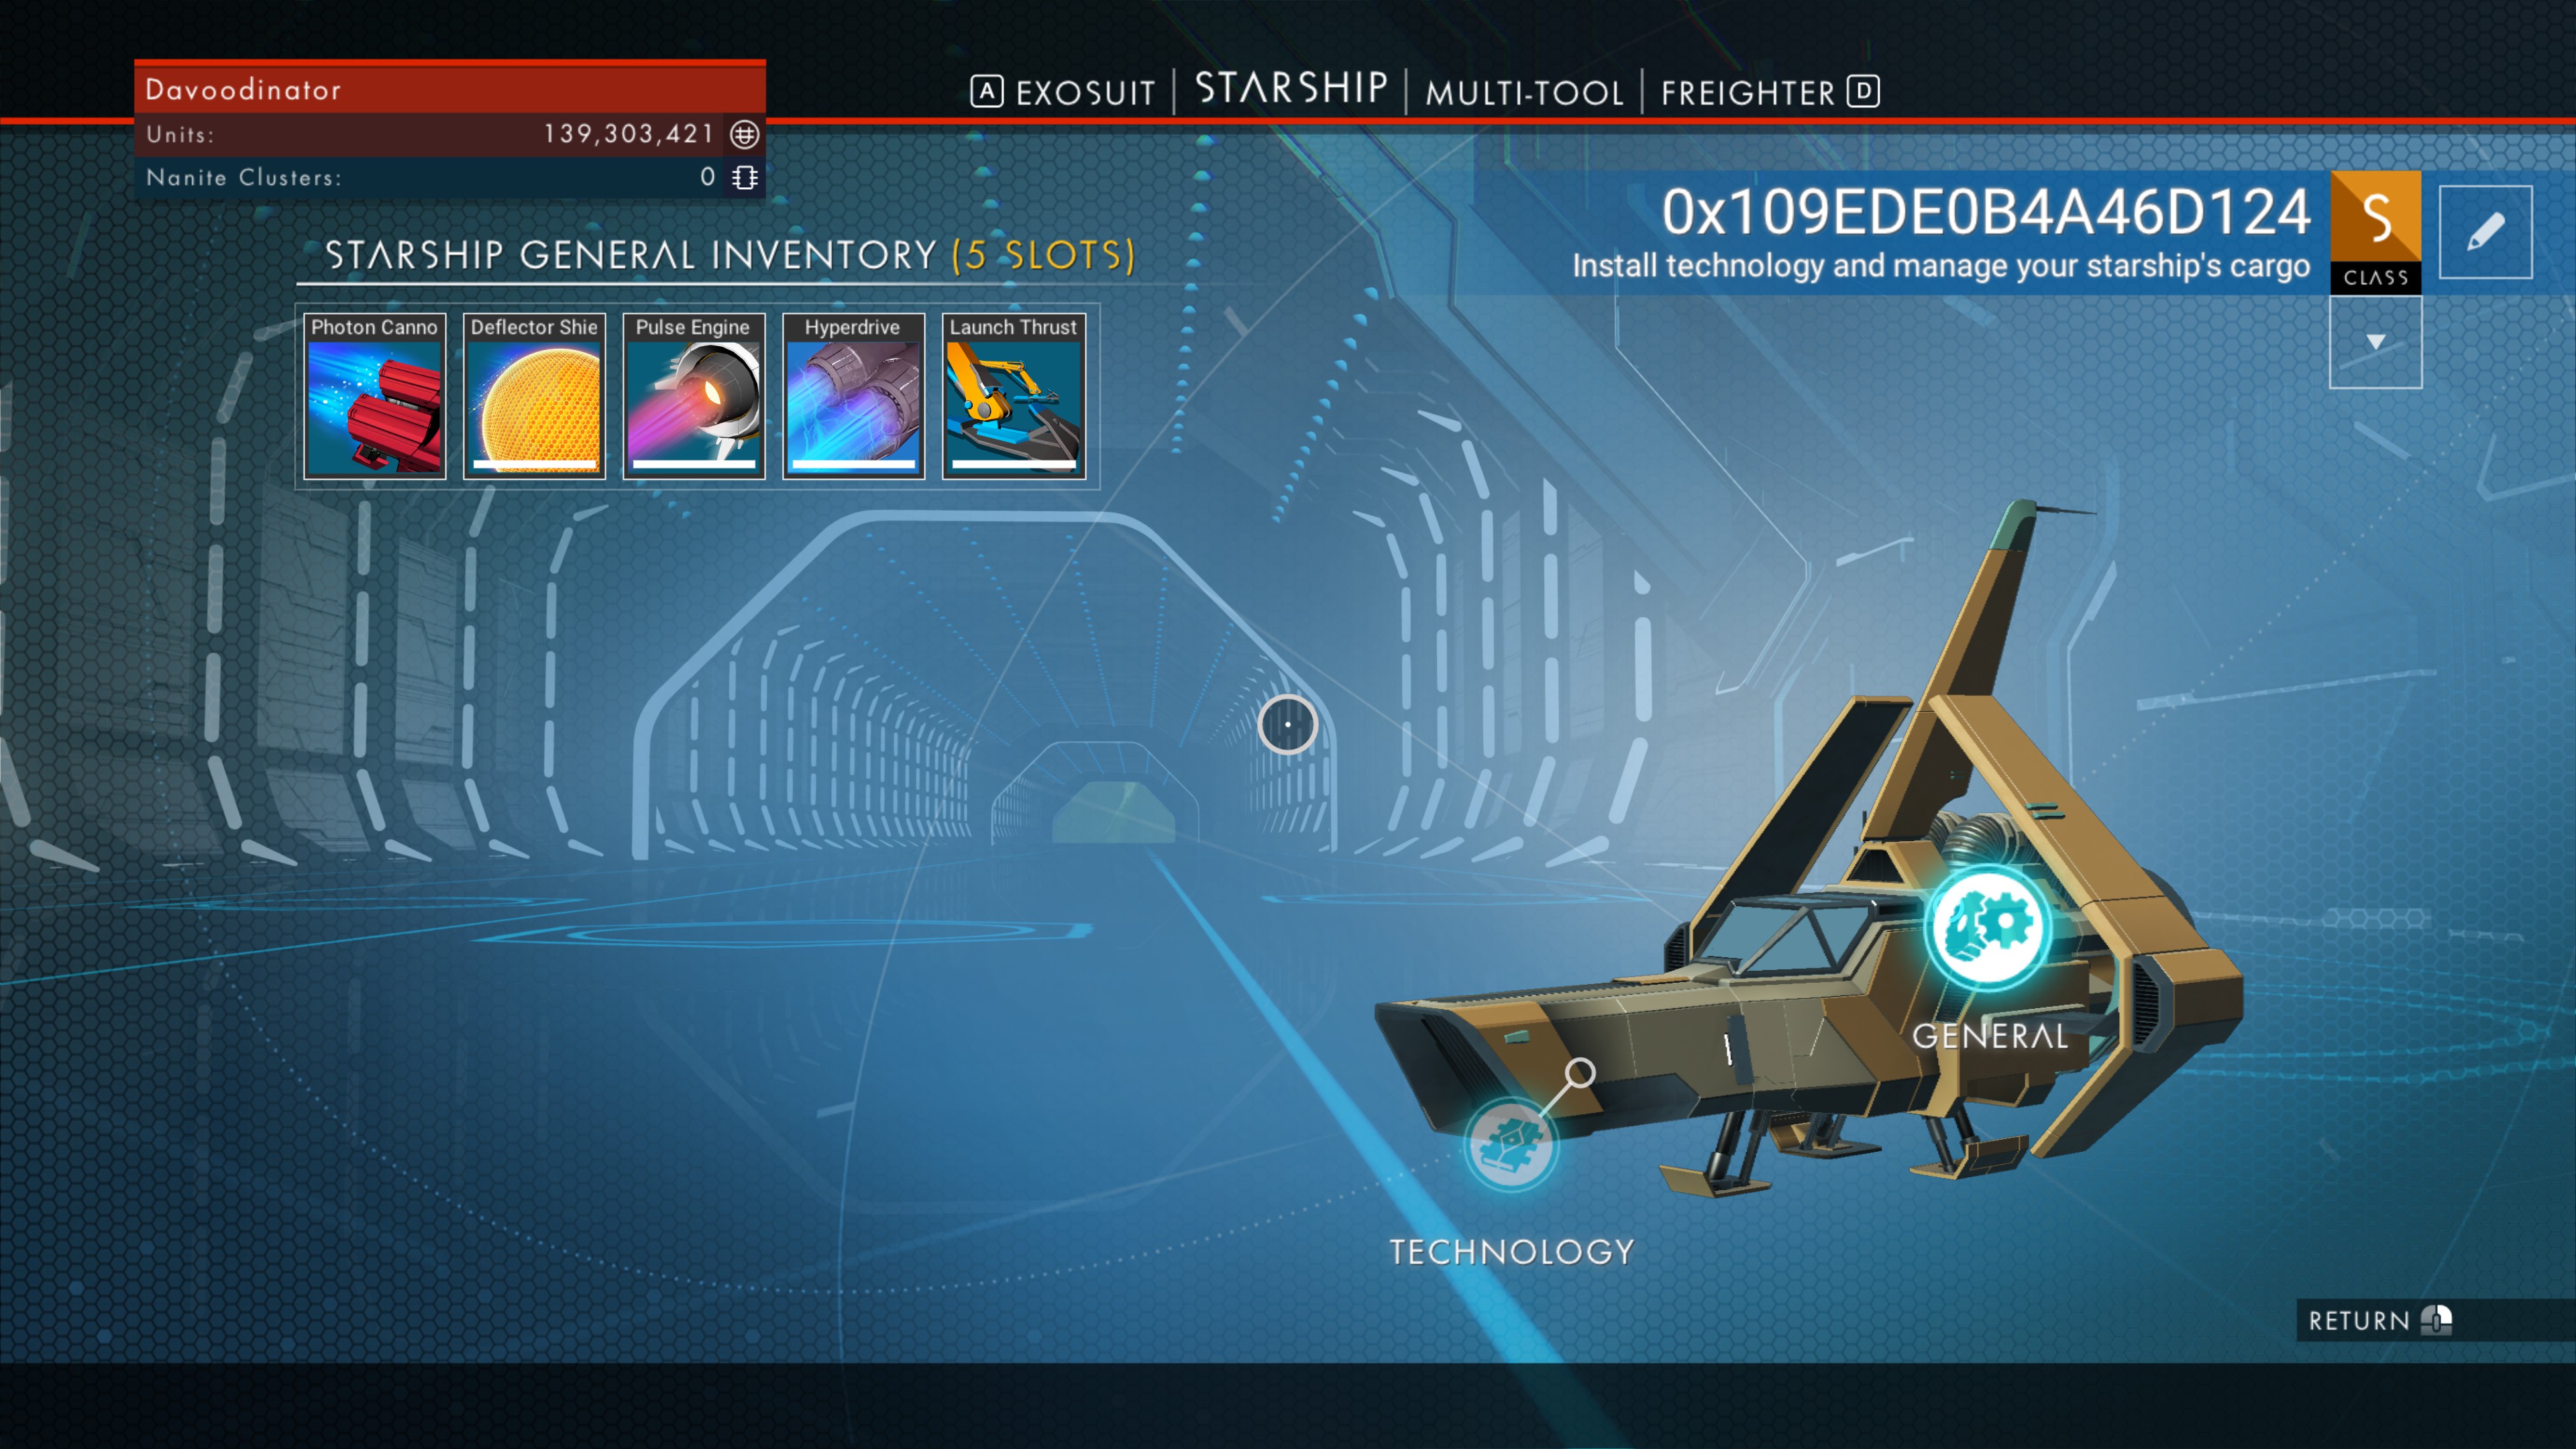 Davoodinator
Units: 139,303,421
Nanite Clusters: 0
A EXOSUIT | STARSHIP | MULTI-TOOL | FREIGHTER D
0x109EDE0B4A46D124
Install technology and manage your starship's cargo
S
CLASS
STARSHIP GENERAL INVENTORY (5 SLOTS)
Photon Canno Deflector Shie Pulse Engine Hyperdrive Launch Thrust
GENERAL
TECHNOLOGY
RETURN